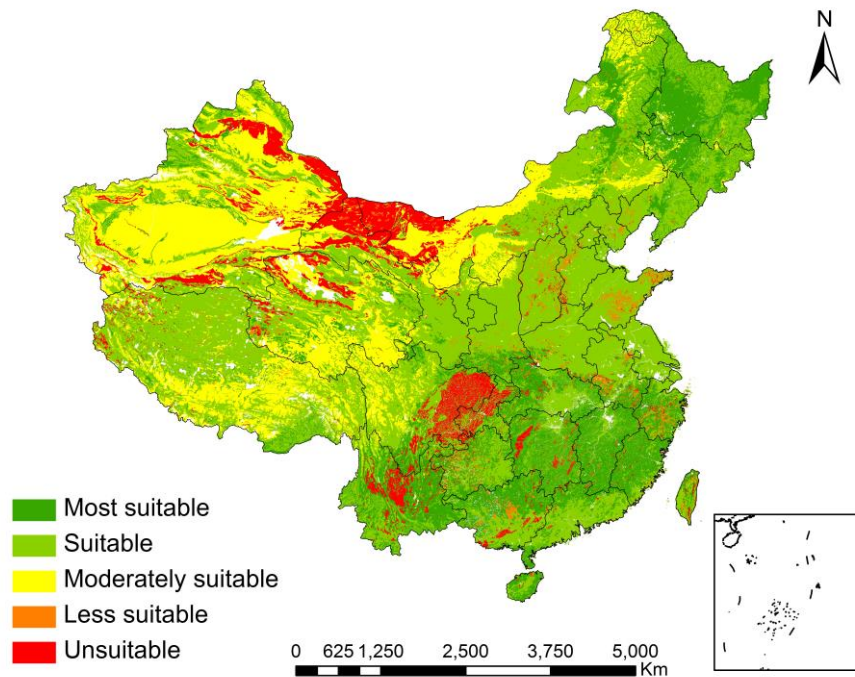 N
Most suitable
Suitable
Moderately suitable
Less suitable
Unsuitable
0 625 1,250 2,500 3,750 5,000
Km